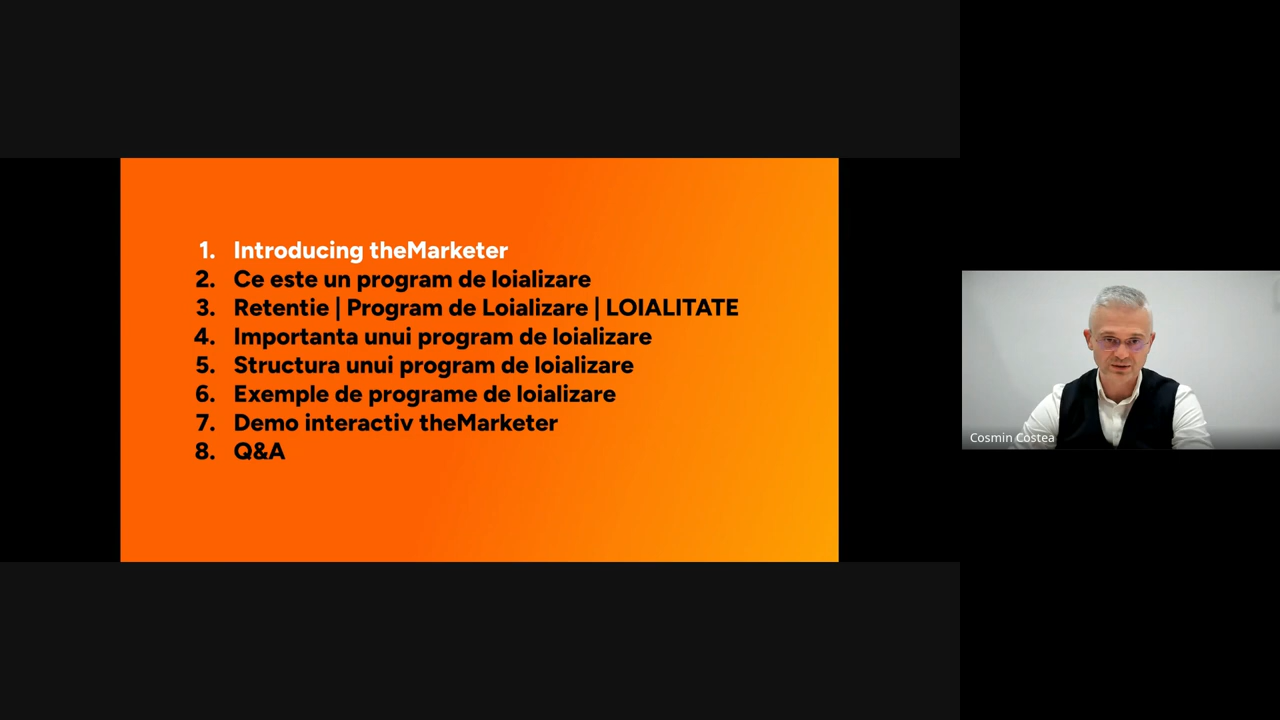 1. Introducing theMarketer
2. Ce este un program de loializare
3. Retentie | Program de Loializare | LOIALITATE
4. Importanta unui program de loializare
5. Structura unui program de loializare
6. Exemple de programe de loializare
7. Demo interactiv theMarketer
8. Q&A
Cosmin Costea